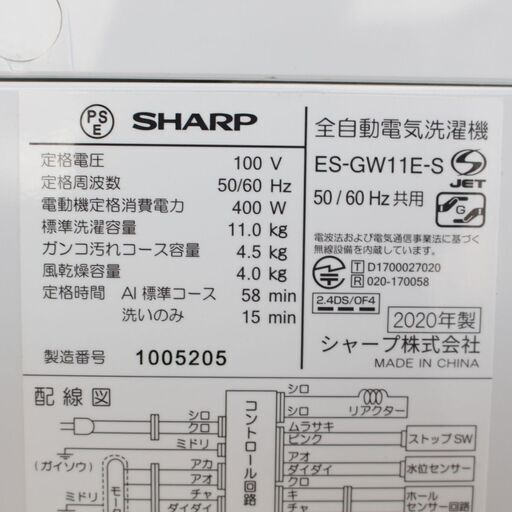 PSE SHARP
定格電圧 100 V
定格周波数 50/60 Hz
電動機定格消費電力 400 W
標準洗濯容量 11.0 kg
ガンコ汚れコース容量 4.5 kg
風乾燥容量 4.0 kg
定格時間 AI 標準コース 58 min
洗いのみ 15 min
製造番号 1005205
全自動電気洗濯機
ES-GW11E-S
S JET
50/60 Hz 共用
G
電波法および電気通信事業法に基づく
無線設備を内蔵しています。
T D1700027020
R 020-170058
2.4DS/OF4
2020年製
シャープ株式会社
MADE IN CHINA
配線図
シロ
クロ
ミドリ
(ガイソウ)
ミドリ
アカ
アオ
チャ
ダイダイ
モータ
コントロール回路
シロ
シロ
リアクター
ムラサキ
ピンク
ストップSW
アオ
ダイダイ
水位センサー
キ
チャ
ホール
センサー回路